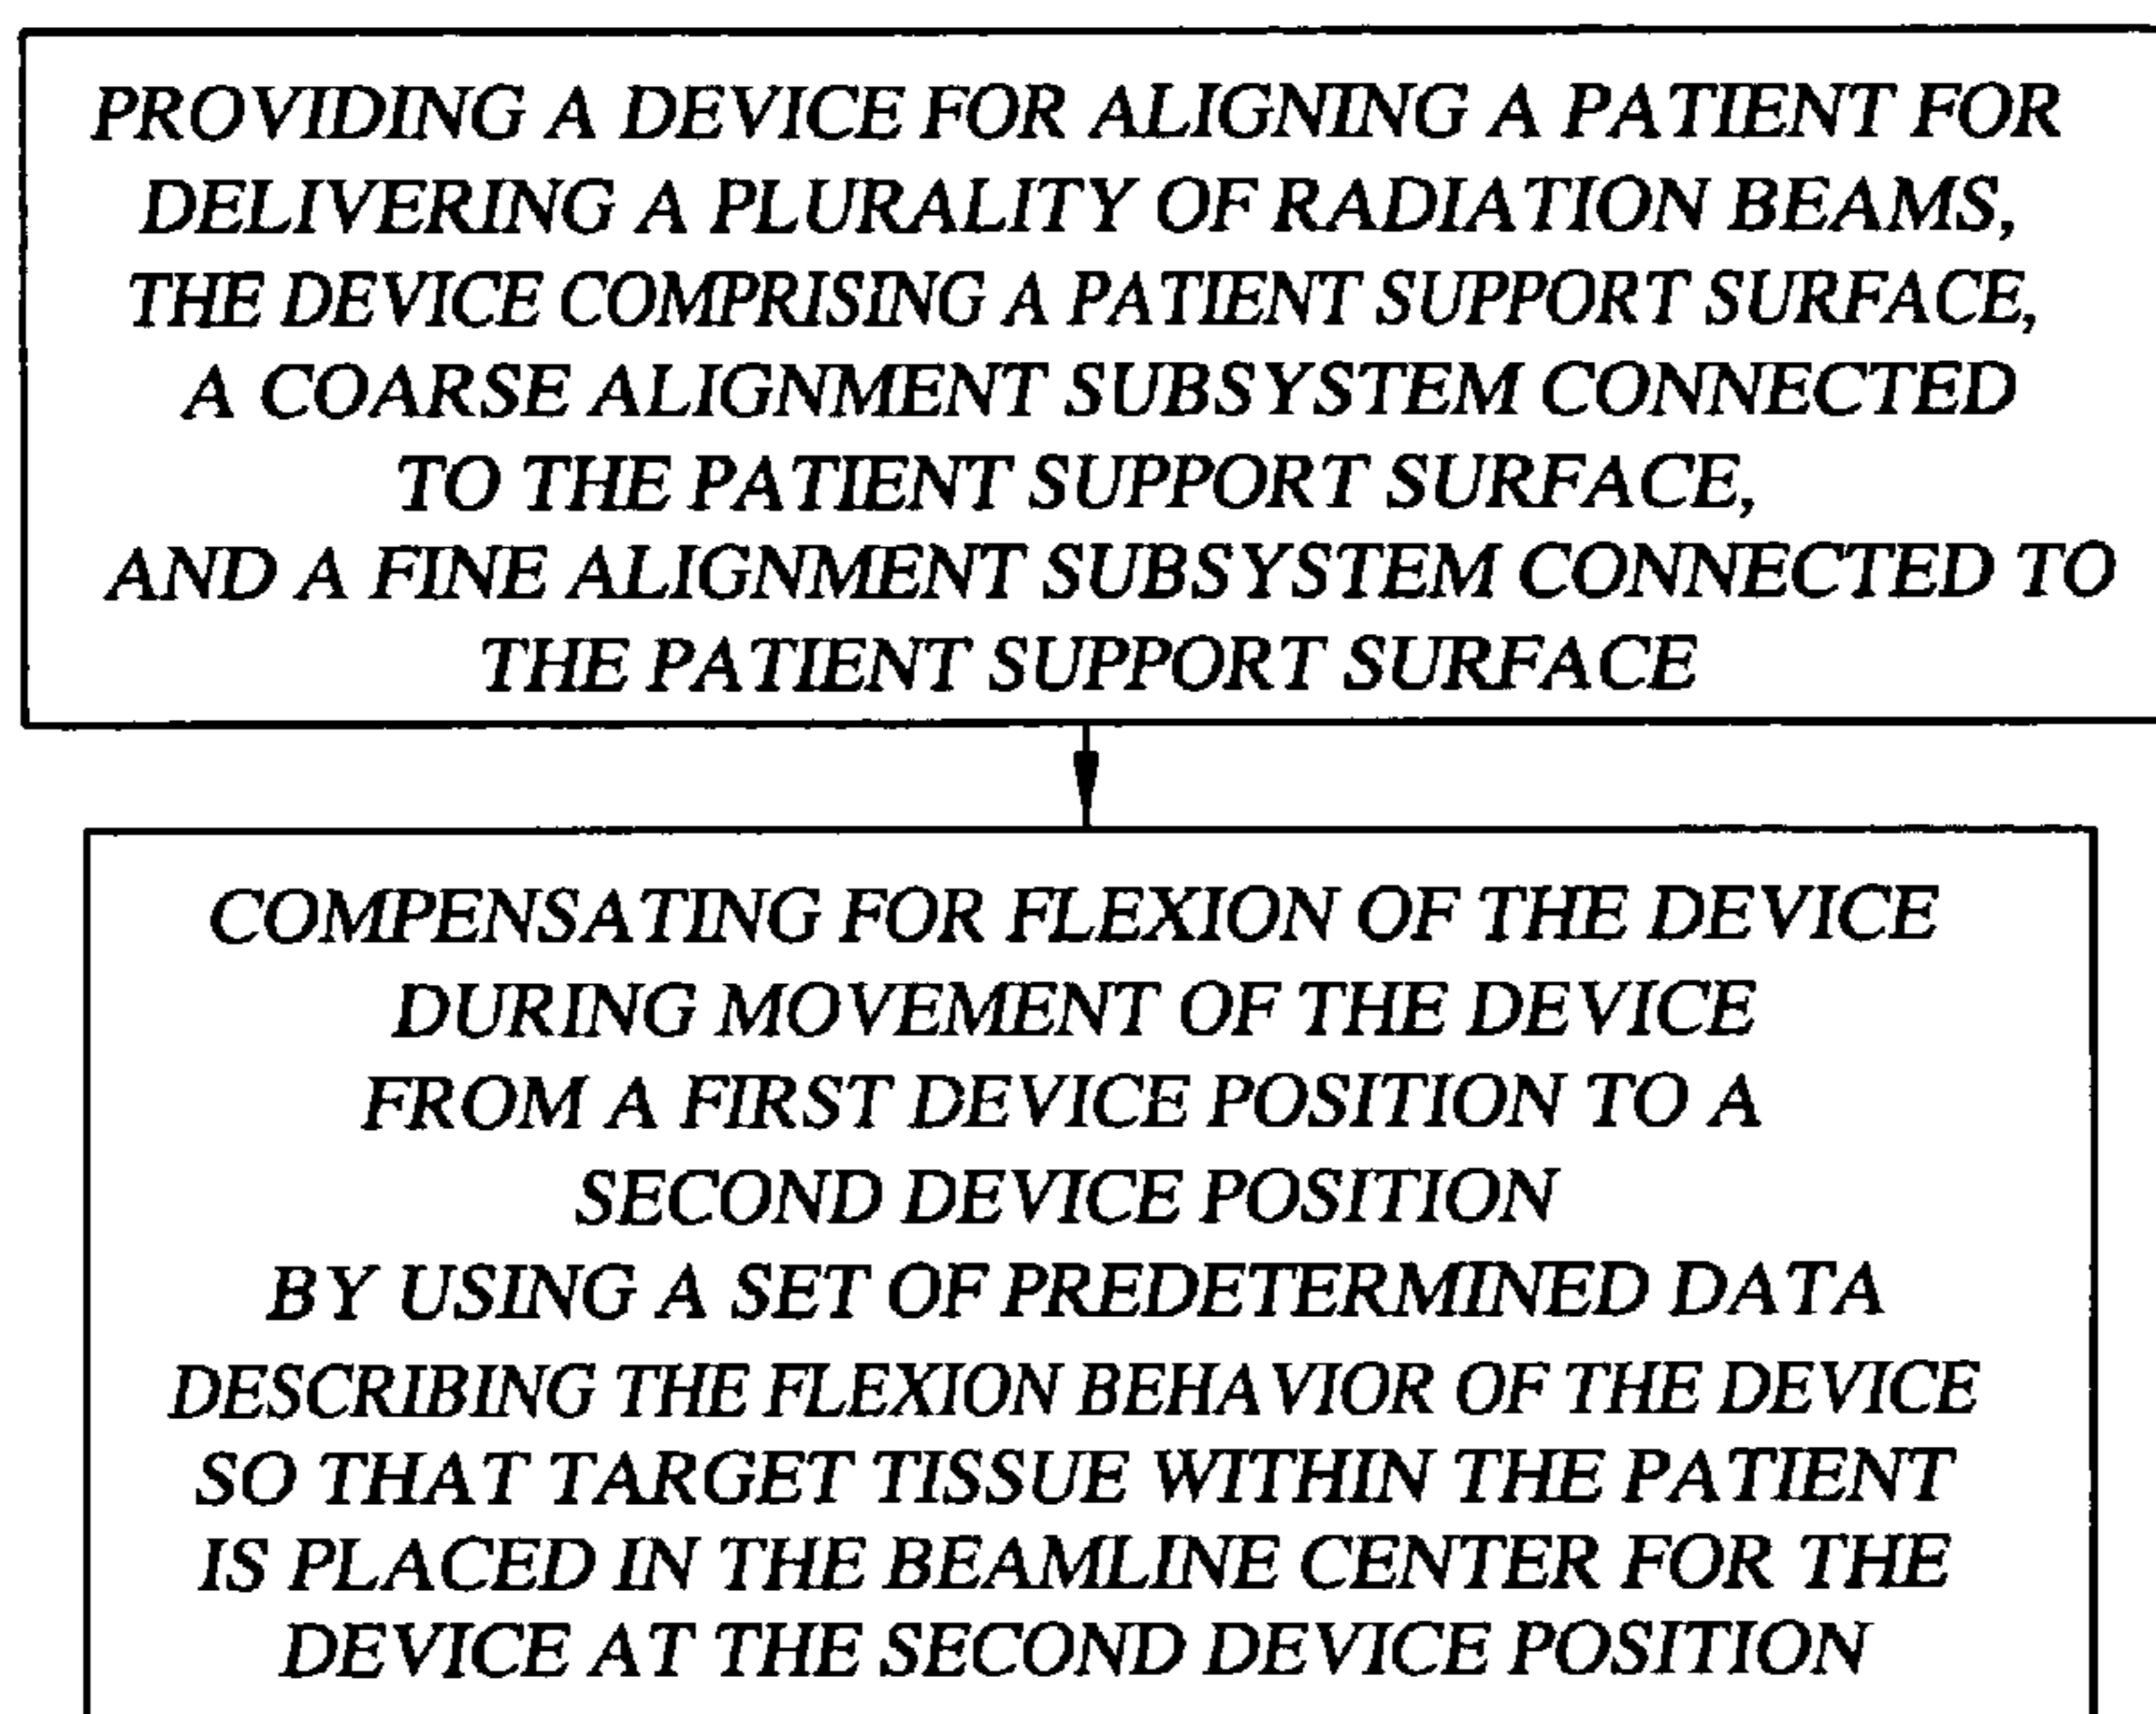 PROVIDING A DEVICE FOR ALIGNING A PATIENT FOR
DELIVERING A PLURALITY OF RADIATION BEAMS,
THE DEVICE COMPRISING A PATIENT SUPPORT SURFACE,
A COARSE ALIGNMENT SUBSYSTEM CONNECTED
TO THE PATIENT SUPPORT SURFACE,
AND A FINE ALIGNMENT SUBSYSTEM CONNECTED TO
THE PATIENT SUPPORT SURFACE
COMPENSATING FOR FLEXION OF THE DEVICE
DURING MOVEMENT OF THE DEVICE
FROM A FIRST DEVICE POSITION TO A
SECOND DEVICE POSITION
BY USING A SET OF PREDETERMINED DATA
DESCRIBING THE FLEXION BEHAVIOR OF THE DEVICE
SO THAT TARGET TISSUE WITHIN THE PATIENT
IS PLACED IN THE BEAMLINE CENTER FOR THE
DEVICE AT THE SECOND DEVICE POSITION